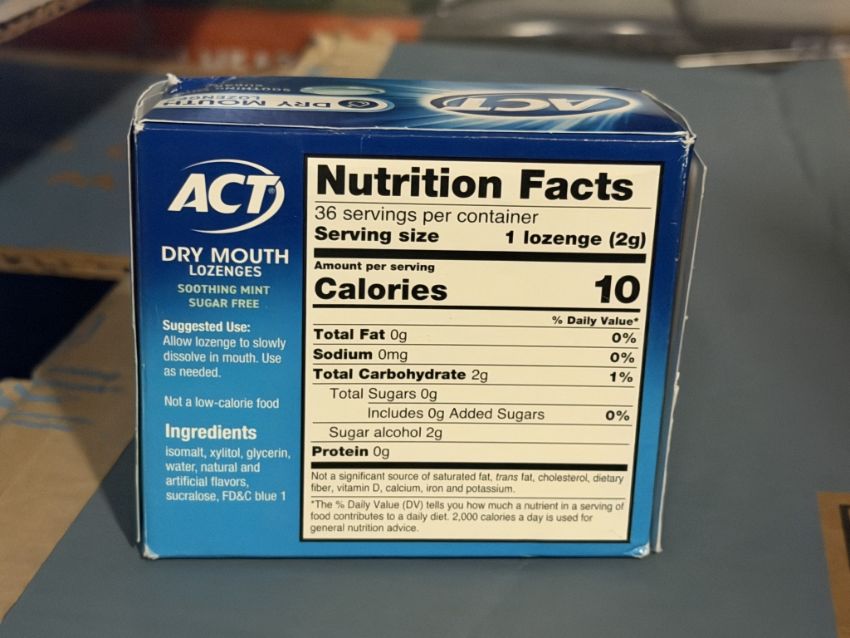 DRY MOUTH
LOZENGES
ACT
ACT®
DRY MOUTH
LOZENGES
SOOTHING MINT
SUGAR FREE
Suggested Use:
Allow lozenge to slowly
dissolve in mouth. Use
as needed.
Not a low-calorie food
Ingredients
isomalt, xylitol, glycerin,
water, natural and
artificial flavors,
sucralose, FD&C blue 1
Nutrition Facts
36 servings per container
Serving size 1 lozenge (2g)
Amount per serving
Calories 10
% Daily Value*
Total Fat 0g 0%
Sodium 0mg 0%
Total Carbohydrate 2g 1%
Total Sugars 0g
Includes 0g Added Sugars 0%
Sugar alcohol 2g
Protein 0g
Not a significant source of saturated fat, trans fat, cholesterol, dietary
fiber, vitamin D, calcium, iron and potassium.
*The % Daily Value (DV) tells you how much a nutrient in a serving of
food contributes to a daily diet. 2,000 calories a day is used for
general nutrition advice.